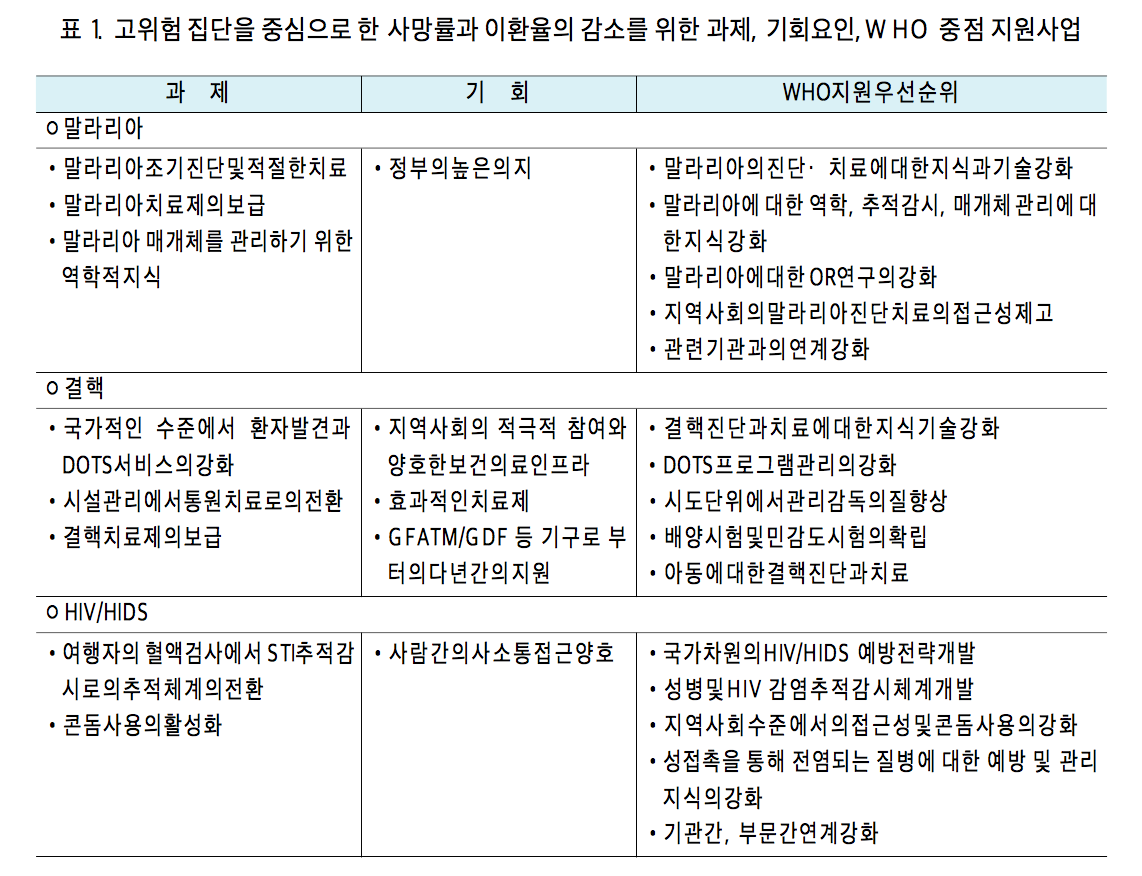 표 1. 고위험 집단을 중심으로 한 사망률과 이환율의 감소를 위한 과제, 기회요인, WHO 중점 지원사업
과 제 기 회 WHO지원우선순위
ㅇ 말라리아
• 말라리아조기진단및적절한치료
• 말라리아치료제의보급
• 말라리아 매개체를 관리하기 위한
역학적지식
• 정부의높은의지
• 말라리아의진단· 치료에대한지식과기술강화
• 말라리아에 대한 역학, 추적감시, 매개체 관리에 대
한지식강화
• 말라리아에대한 OR연구의강화
• 지역사회의말라리아진단치료의접근성제고
• 관련기관과의연계강화
ㅇ 결핵
• 국가적인 수준에서 환자발견과
DOTS서비스의강화
• 시설관리에서통원치료로의전환
• 결핵치료제의보급
• 지역사회의 적극적 참여와
양호한보건의료인프라
• 효과적인치료제
• GFATM/GDF 등 기구로 부
터의다년간의지원
• 결핵진단과치료에대한지식기술강화
• DOTS프로그램관리의강화
• 시도단위에서관리감독의질향상
• 배양시험및민감도시험의확립
• 아동에대한결핵진단과치료
ㅇ HIV/HIDS
• 여행자의 혈액검사에서 STI추적감
시로의추적체계의전환
• 콘돔사용의활성화
• 사람간의사소통접근양호
• 국가차원의HIV/HIDS 예방전략개발
• 성병및HIV 감염추적감시체계개발
• 지역사회수준에서의접근성및콘돔사용의강화
• 성접촉을 통해 전염되는 질병에 대한 예방 및 관리
지식의강화
• 기관간, 부문간연계강화